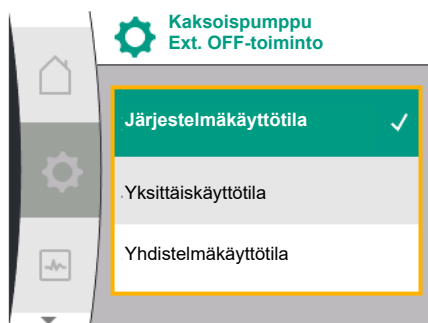 Kaksoispumppu
Ext. OFF-toiminto
Järjestelmäkäyttötila
Yksittäiskäyttötila
Yhdistelmäkäyttötila